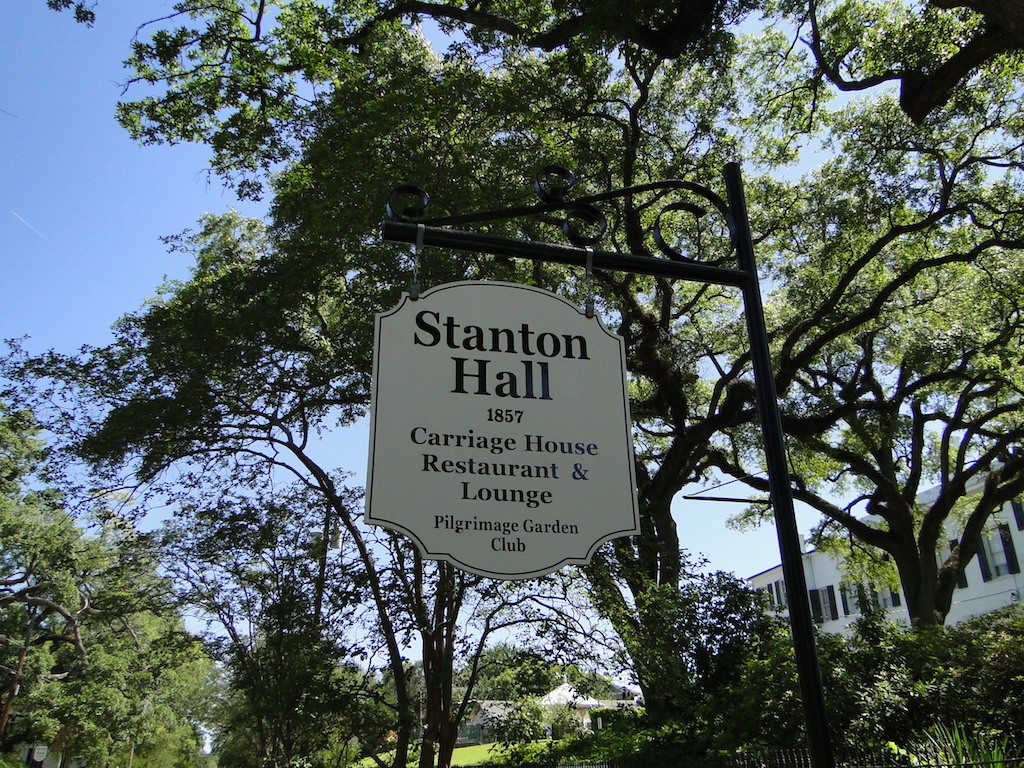 Stanton
Hall
1857
Carriage House
Restaurant &
Lounge
Pilgrimage Garden
Club